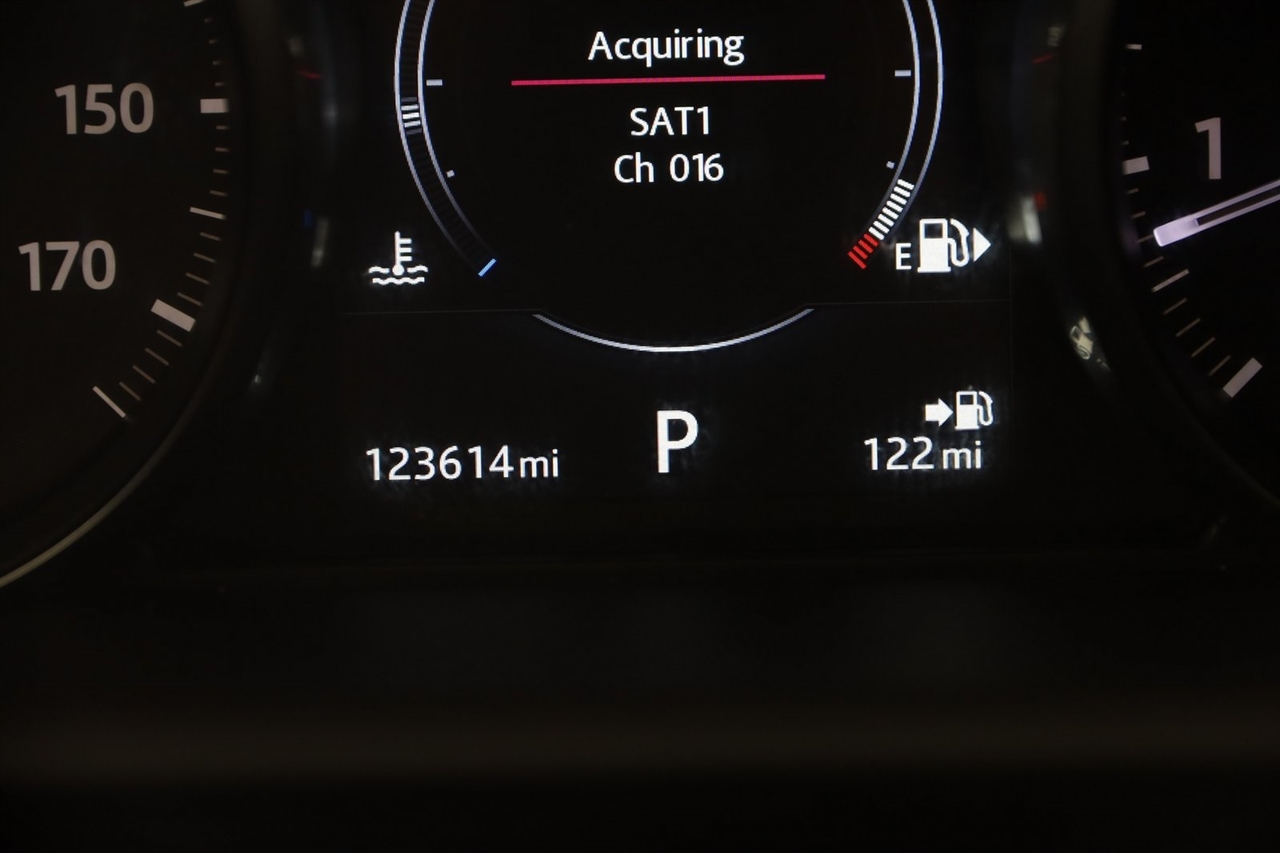 Acquiring
SAT1
Ch 016
150
170
1
E
P
123614mi
122mi